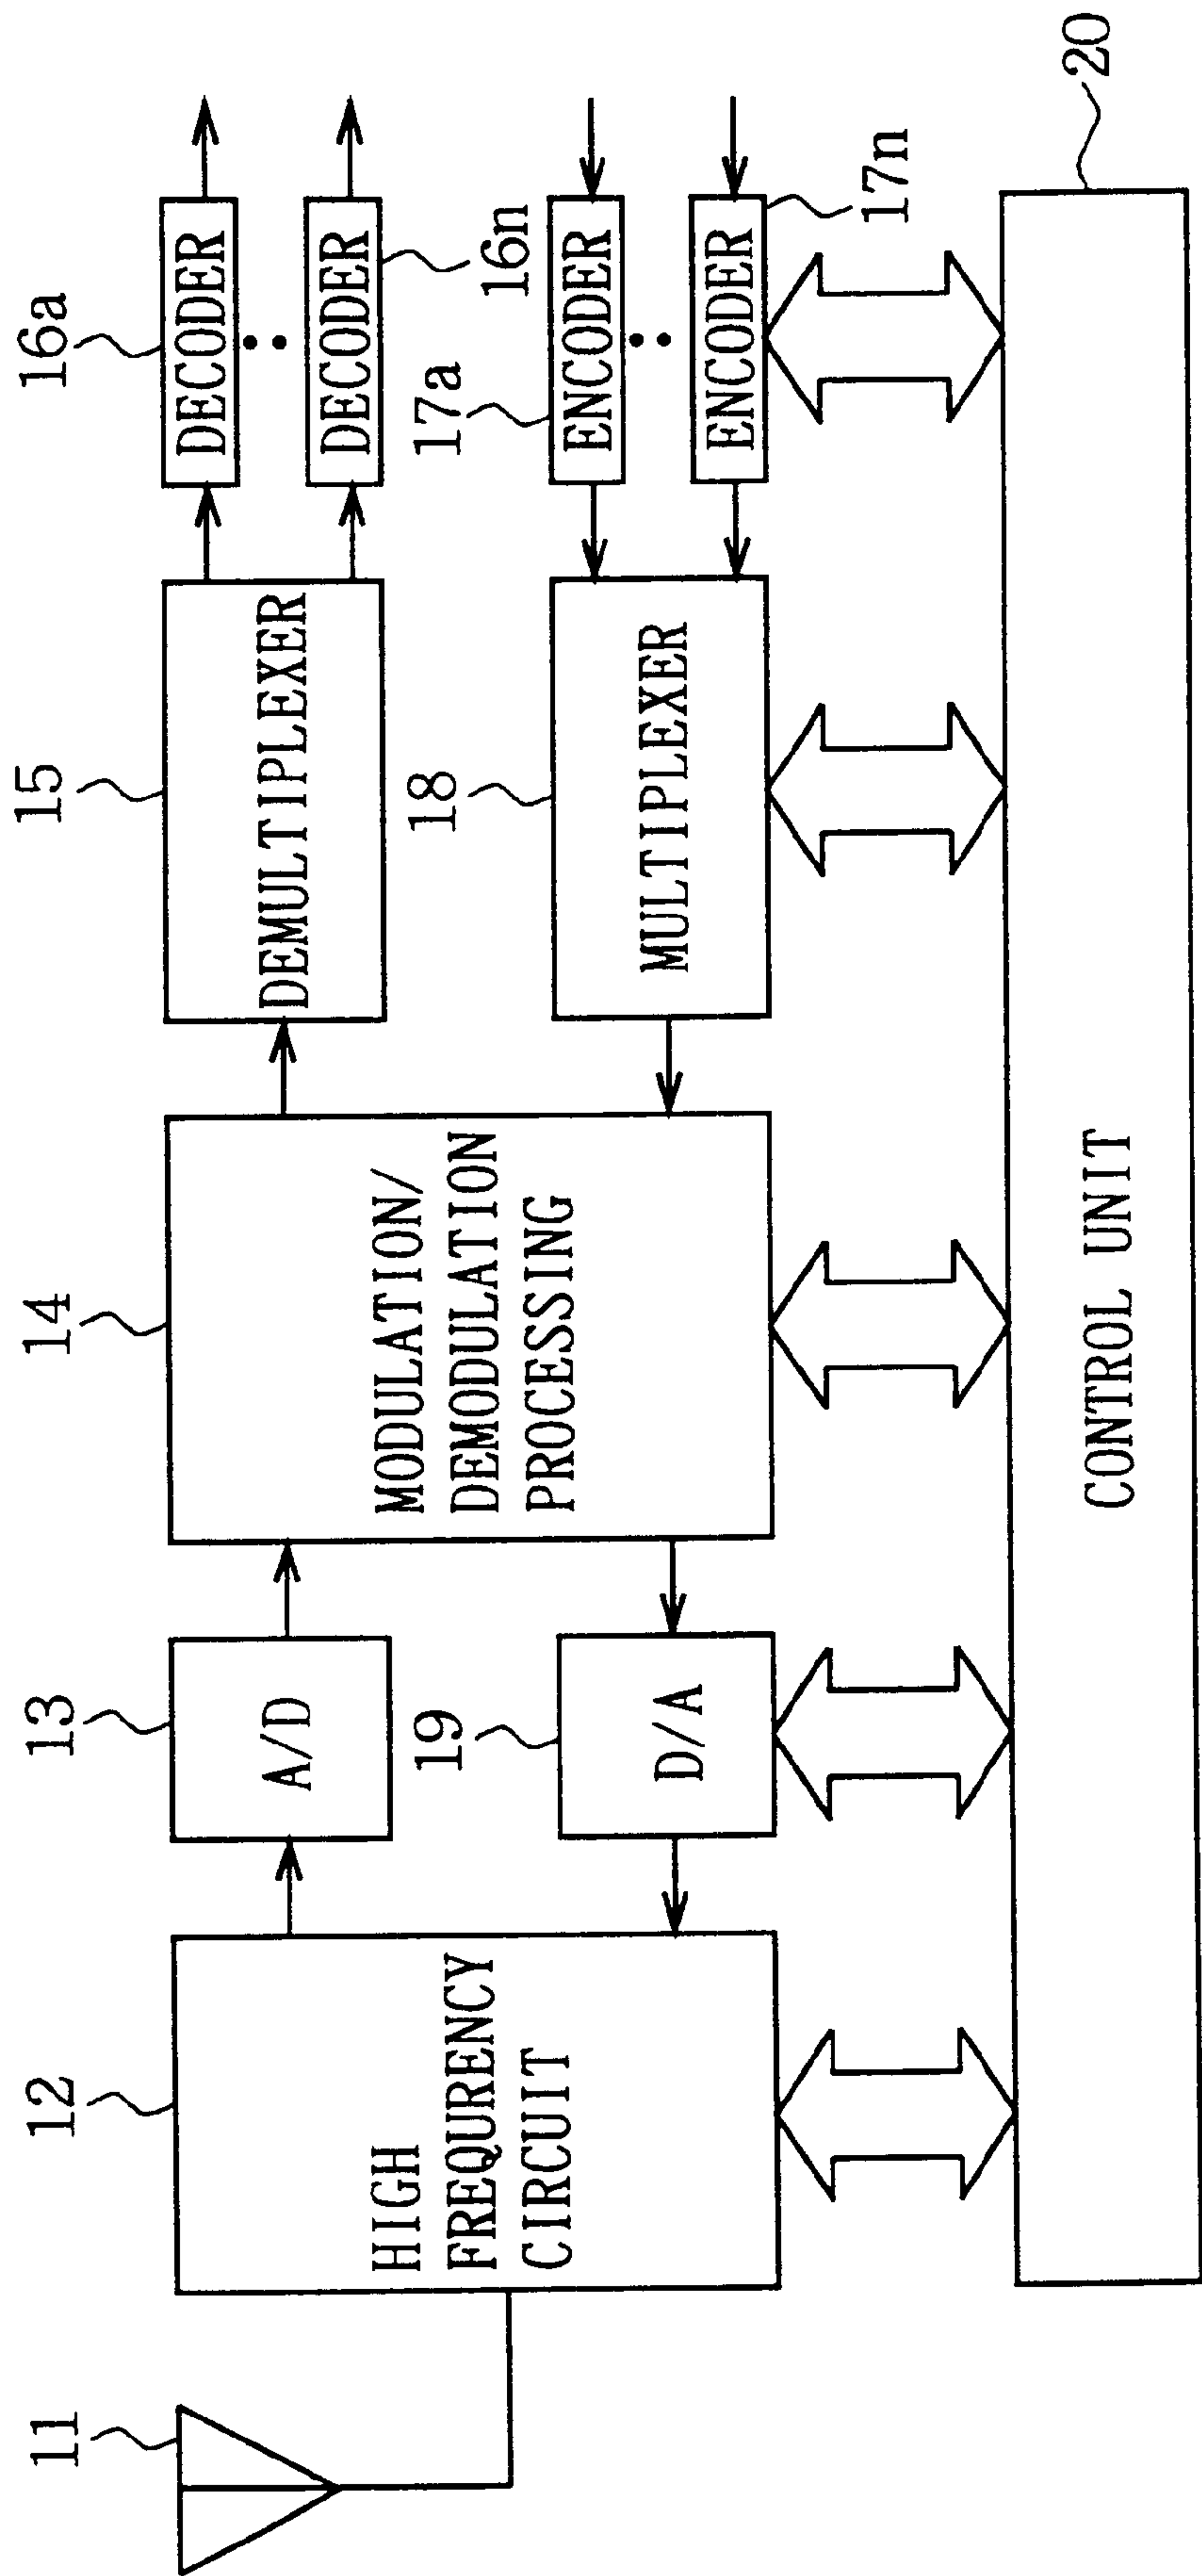 11
12
13
14
15
16a
HIGH
FREQURENCY
CIRCUIT
A/D
MODULATION/
DEMODULATION
PROCESSING
DEMULTIPLEXER
DECODER
DECODER
16n
19
18
17a
D/A
MULTIPLEXER
ENCODER
ENCODER
17n
CONTROL UNIT
20